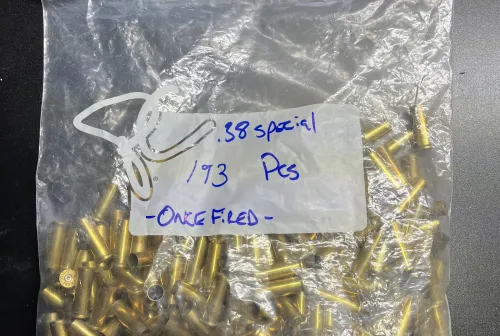 .38 special
193 Pcs
-ONCE FIRED-